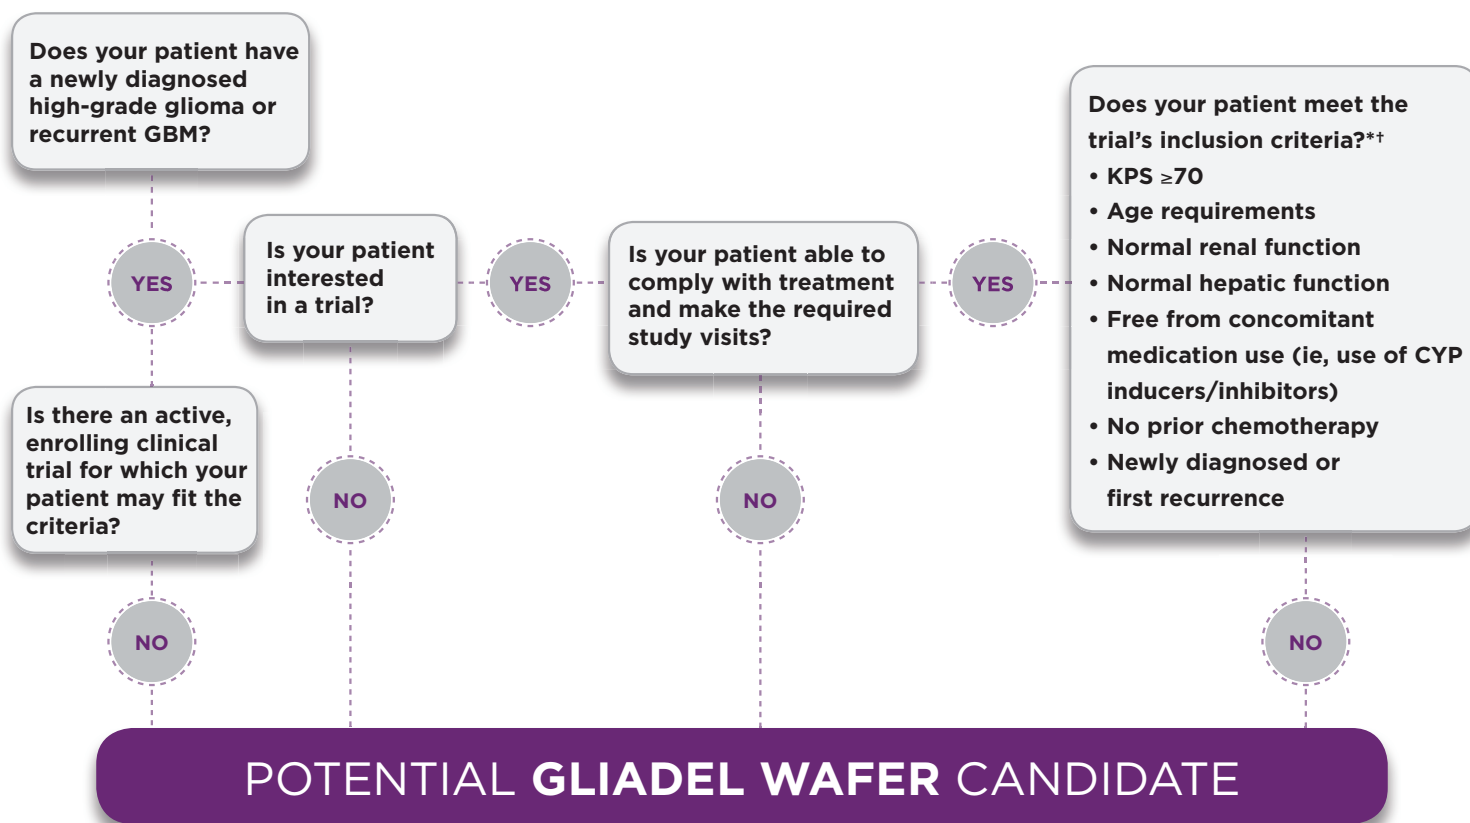 Does your patient have
a newly diagnosed
high-grade glioma or
recurrent GBM?
YES
Is your patient
interested
in a trial?
YES
Is your patient able to
comply with treatment
and make the required
study visits?
YES
Does your patient meet the
trial's inclusion criteria?*†
• KPS ≥70
• Age requirements
• Normal renal function
• Normal hepatic function
• Free from concomitant
medication use (ie, use of CYP
inducers/inhibitors)
• No prior chemotherapy
• Newly diagnosed or
first recurrence
Is there an active,
enrolling clinical
trial for which your
patient may fit the
criteria?
NO
NO
NO
NO
POTENTIAL GLIADEL WAFER CANDIDATE